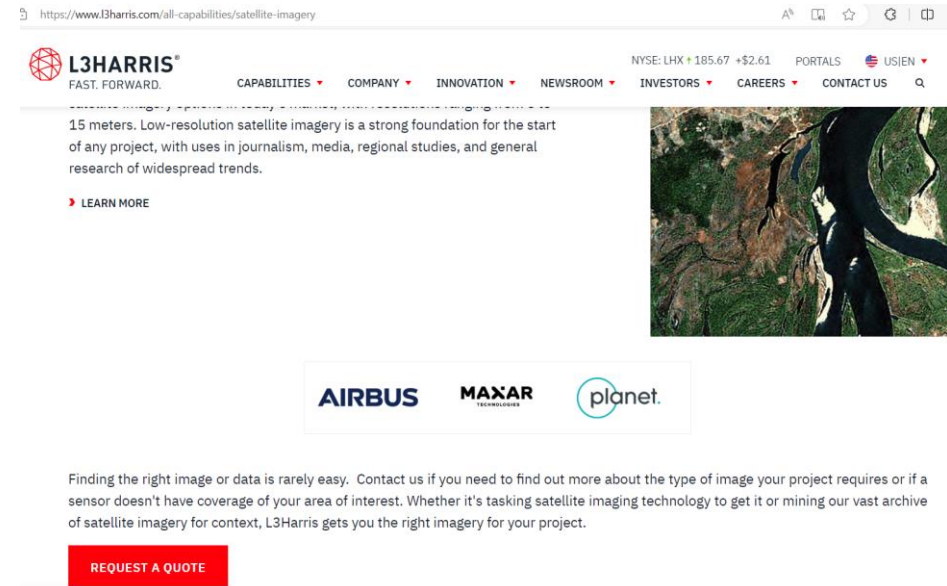 https://www.l3harris.com/all-capabilities/satellite-imagery
L3HARRIS®
FAST. FORWARD.
NYSE: LHX ↑ 185.67 +$2.61 PORTALS US|EN
CAPABILITIES COMPANY INNOVATION NEWSROOM INVESTORS CAREERS CONTACT US
15 meters. Low-resolution satellite imagery is a strong foundation for the start
of any project, with uses in journalism, media, regional studies, and general
research of widespread trends.
LEARN MORE
AIRBUS MAXAR TECHNOLOGIES planet.
Finding the right image or data is rarely easy. Contact us if you need to find out more about the type of image your project requires or if a
sensor doesn't have coverage of your area of interest. Whether it's tasking satellite imaging technology to get it or mining our vast archive
of satellite imagery for context, L3Harris gets you the right imagery for your project.
REQUEST A QUOTE